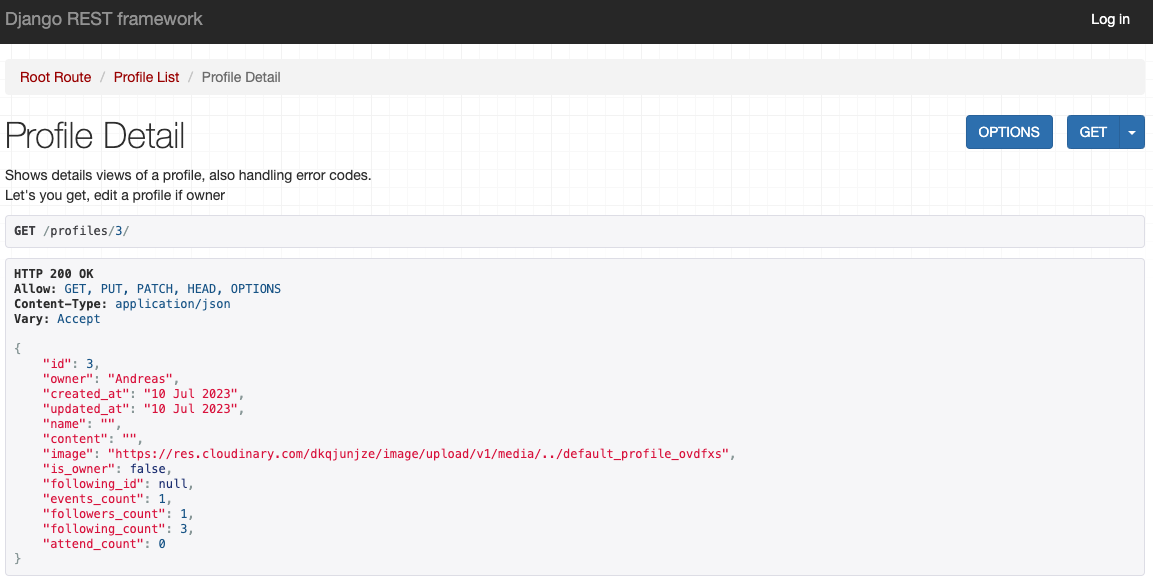 Django REST framework
Log in
Root Route / Profile List / Profile Detail
Profile Detail
OPTIONS
GET
Shows details views of a profile, also handling error codes.
Let's you get, edit a profile if owner
GET /profiles/3/
HTTP 200 OK
Allow: GET, PUT, PATCH, HEAD, OPTIONS
Content-Type: application/json
Vary: Accept
{
    "id": 3,
    "owner": "Andreas",
    "created_at": "10 Jul 2023",
    "updated_at": "10 Jul 2023",
    "name": "",
    "content": "",
    "image": "https://res.cloudinary.com/dkqjunjze/image/upload/v1/media/../default_profile_ovdfxs",
    "is_owner": false,
    "following_id": null,
    "events_count": 1,
    "followers_count": 1,
    "following_count": 3,
    "attend_count": 0
}